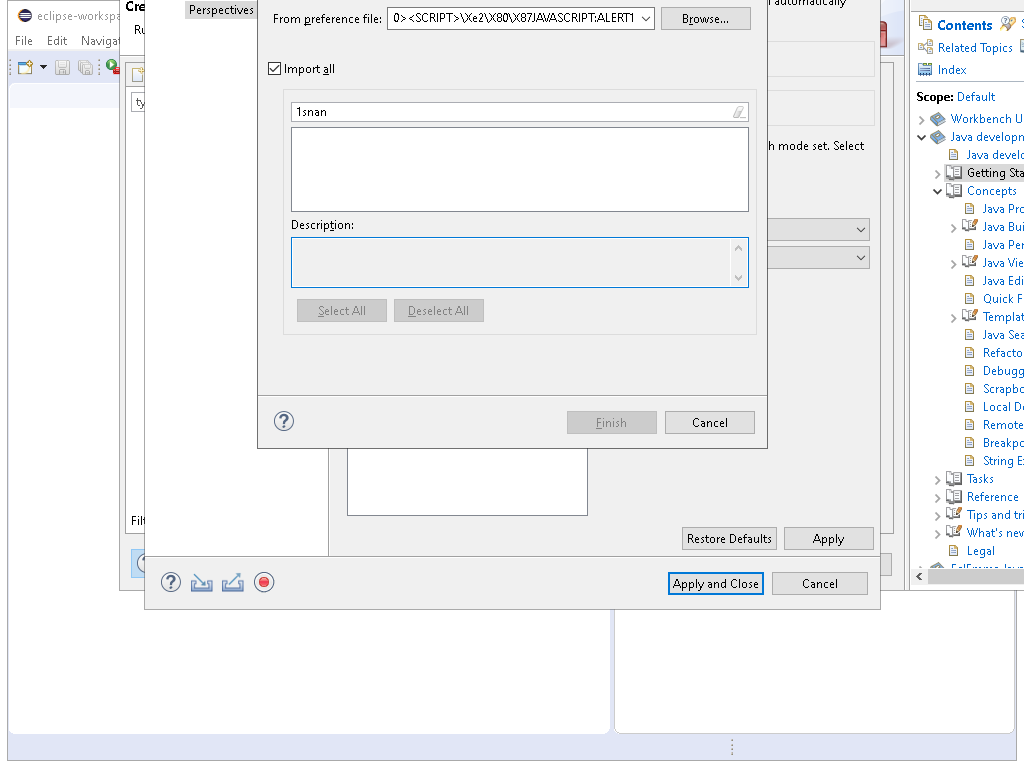 eclipse-workspa
File Edit Navigat
Cre
Ru
ty
Filt
Perspectives
From preference file:
0><SCRIPT>\Xe2\X80\X87JAVASCRIPT:ALERT1
Browse...
Import all
1snan
Description:
Select All
Deselect All
Finish
Cancel
automatically
h mode set. Select
Restore Defaults
Apply
Apply and Close
Cancel
Contents
Related Topics
Index
Scope: Default
Workbench U
Java developm
Java develo
Getting Sta
Concepts
Java Pro
Java Bui
Java Per
Java Vie
Java Edi
Quick F
Templat
Java Sea
Refacto
Debugg
Scrapbo
Local De
Remote
Breakpo
String Ex
Tasks
Reference
Tips and tri
What's new
Legal